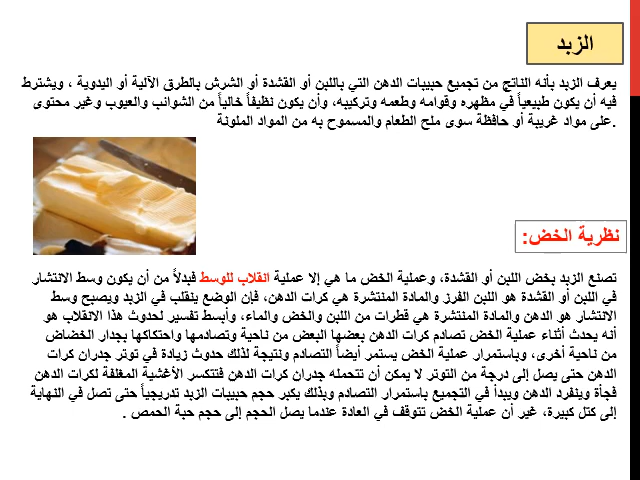 الزبد
يعرف الزبد بأنه الناتج من تجميع حبيبات الدهن التي باللبن أو القشدة أو الشرش بالطرق الآلية أو اليدوية ، ويشترط
فيه أن يكون طبيعياً في مظهره وقوامه وطعمه وتركيبه، وأن يكون نظيفاً خالياً من الشوائب والعيوب وغير محتوى
.على مواد غريبة أو حافظة سوى ملح الطعام والمسموح به من المواد الملونة
نظرية الخض:
تصنع الزبد بخض اللبن أو القشدة، وعملية الخض ما هي إلا عملية انقلاب للوسط فبدلاً من أن يكون وسط الانتشار
في اللبن أو القشدة هو اللبن الفرز والمادة المنتشرة هي كرات الدهن، فإن الوضع ينقلب في الزبد ويصبح وسط
الانتشار هو الدهن والمادة المنتشرة هي قطرات من اللبن والخض والماء، وأبسط تفسير لحدوث هذا الانقلاب هو
أنه يحدث أثناء عملية الخض تصادم كرات الدهن بعضها البعض من ناحية وتصادمها واحتكاكها بجدار الخضاض
من ناحية أخرى، وباستمرار عملية الخض يستمر أيضاً التصادم ونتيجة لذلك حدوث زيادة في توتر جدران كرات
الدهن حتى يصل إلى درجة من التوتر لا يمكن أن تتحمله جدران كرات الدهن فتتكسر الأغشية المغلفة لكرات الدهن
فجأة وينفرد الدهن ويبدأ في التجميع باستمرار التصادم وبذلك يكبر حجم حبيبات الزبد تدريجياً حتى تصل في النهاية
إلى كتل كبيرة، غير أن عملية الخض تتوقف في العادة عندما يصل الحجم إلى حجم حبة الحمص .